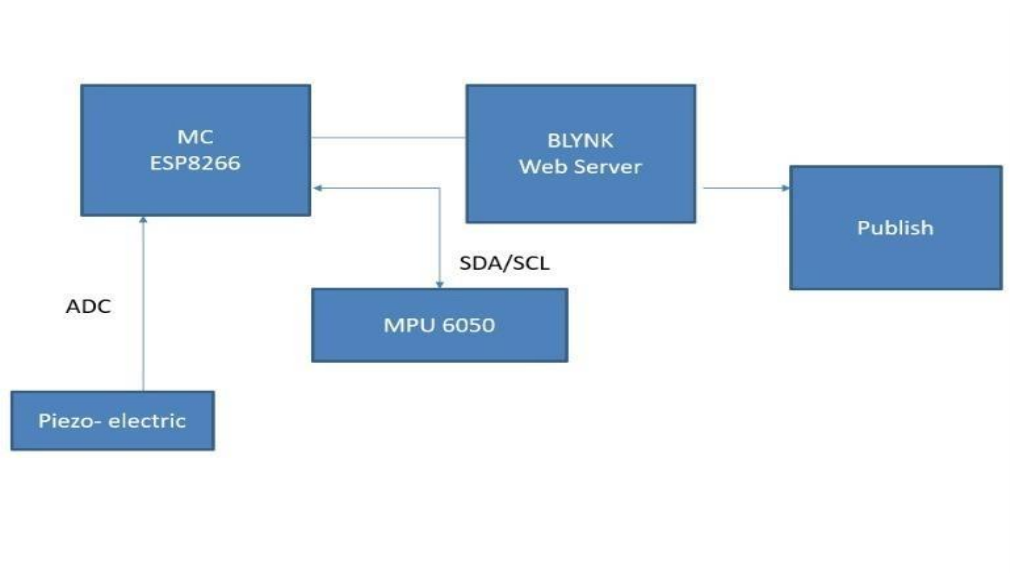 MC
ESP8266
BLYNK
Web Server
Publish
SDA/SCL
ADC
MPU 6050
Piezo- electric